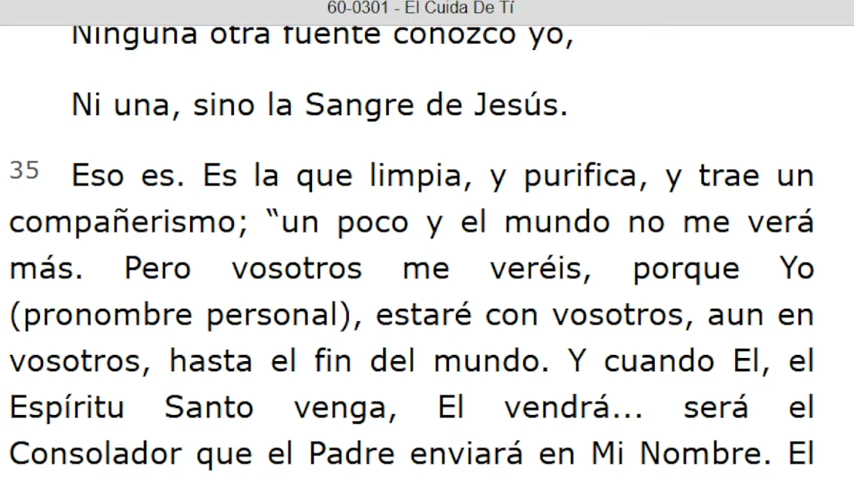 60-0301 - El Cuida De Tí
Ninguna otra fuente conozco yo,
Ni una, sino la Sangre de Jesús.
35 Eso es. Es la que limpia, y purifica, y trae un
compañerismo; “un poco y el mundo no me verá
más. Pero vosotros me veréis, porque Yo
(pronombre personal), estaré con vosotros, aun en
vosotros, hasta el fin del mundo. Y cuando El, el
Espíritu Santo venga, El vendrá... será el
Consolador que el Padre enviará en Mi Nombre. El